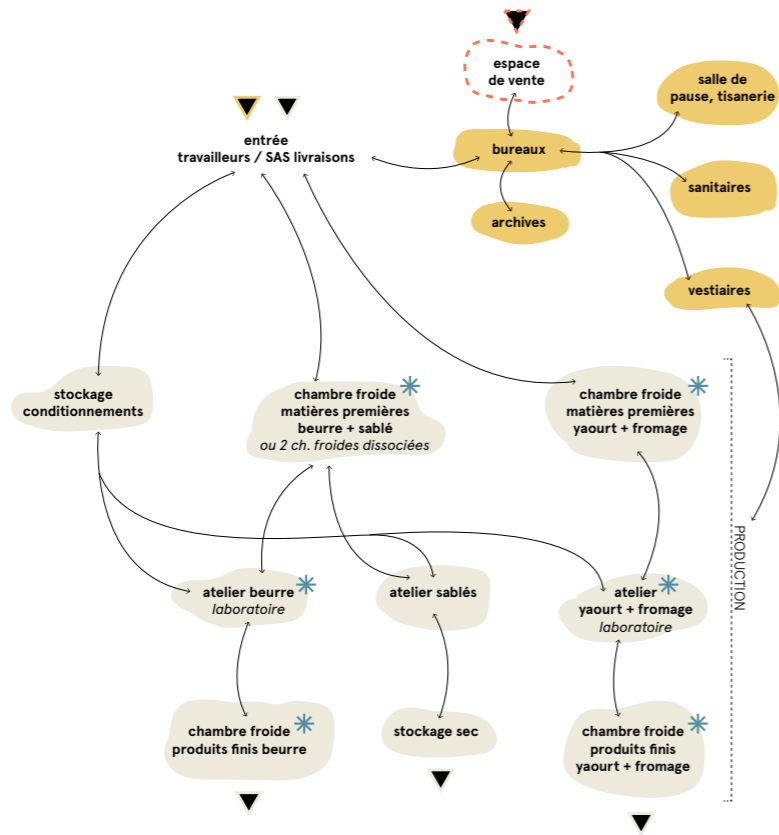 espace
de vente
salle de
pause, tisanerie
entrée
travailleurs / SAS livraisons
bureaux
sanitaires
archives
vestiaires
stockage
conditionnements
chambre froide
matières premières
beurre + sablé
ou 2 ch. froides dissociées
chambre froide
matières premières
yaourt + fromage
PRODUCTION
atelier beurre
laboratoire
atelier sablés
atelier
yaourt + fromage
laboratoire
chambre froide
produits finis beurre
stockage sec
chambre froide
produits finis
yaourt + fromage